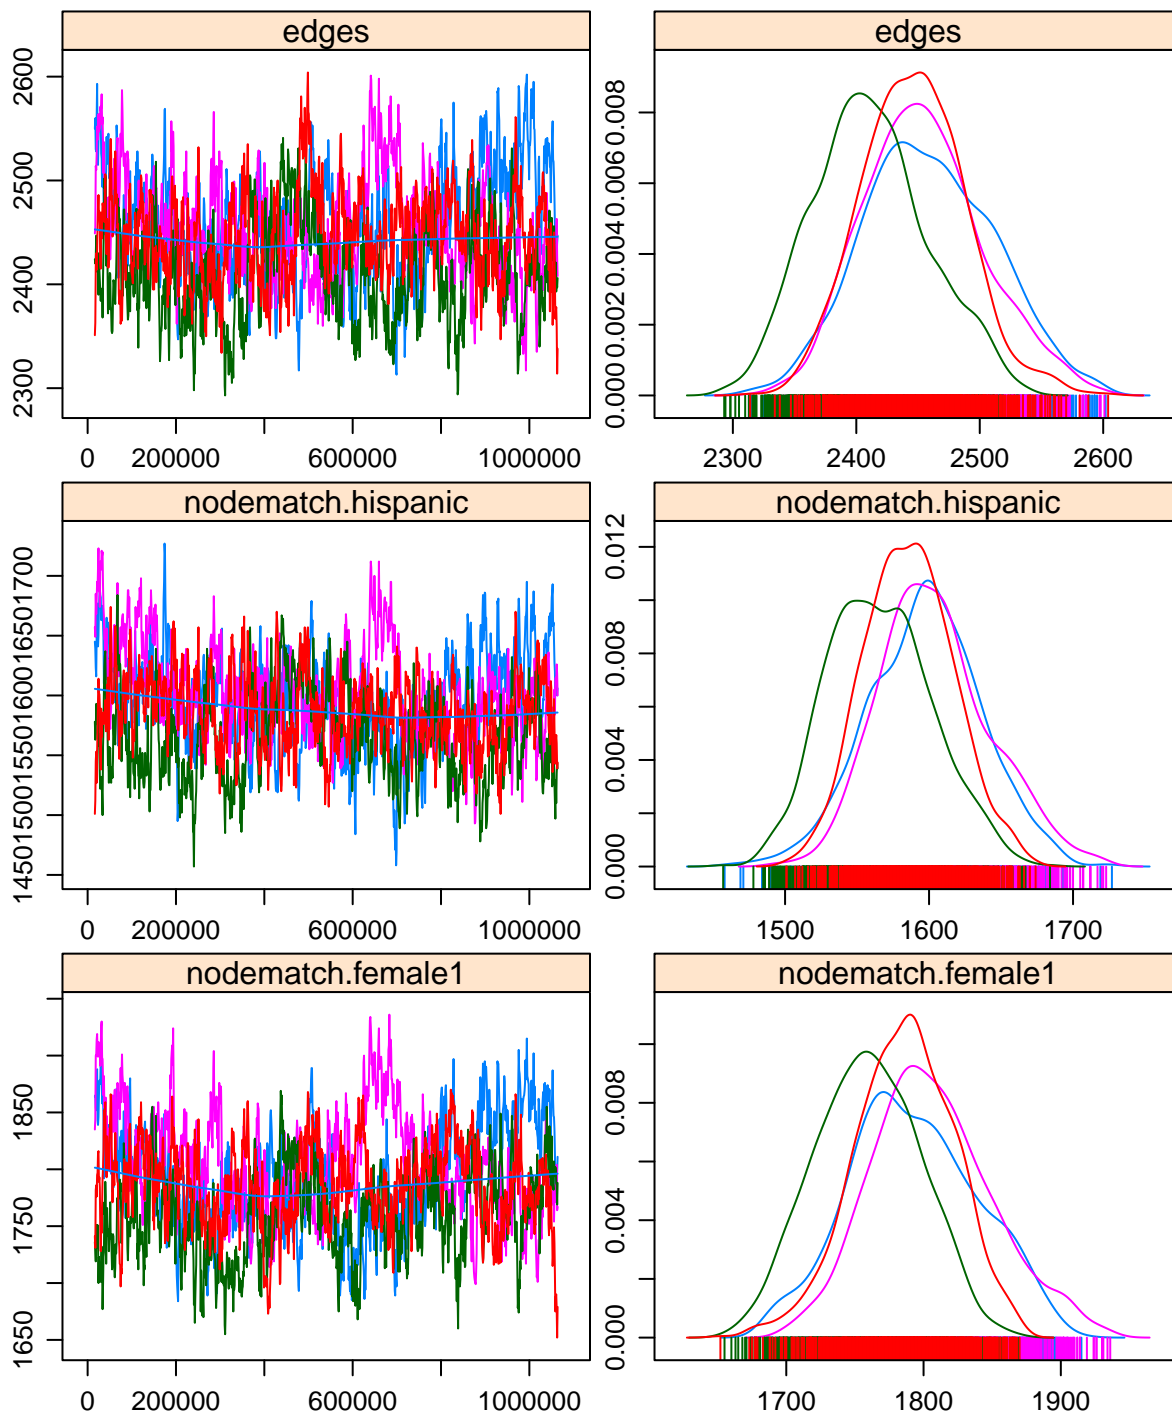 edges
2300 2400 2500 2600
0 200000 600000 1000000
edges
0.000 0.002 0.004 0.006 0.008
2300 2400 2500 2600
nodematch.hispanic
1450 1500 1550 1600 1650 1700
0 200000 600000 1000000
nodematch.hispanic
0.000 0.004 0.008 0.012
1500 1600 1700
nodematch.female1
1650 1750 1850
0 200000 600000 1000000
nodematch.female1
0.000 0.004 0.008
1700 1800 1900